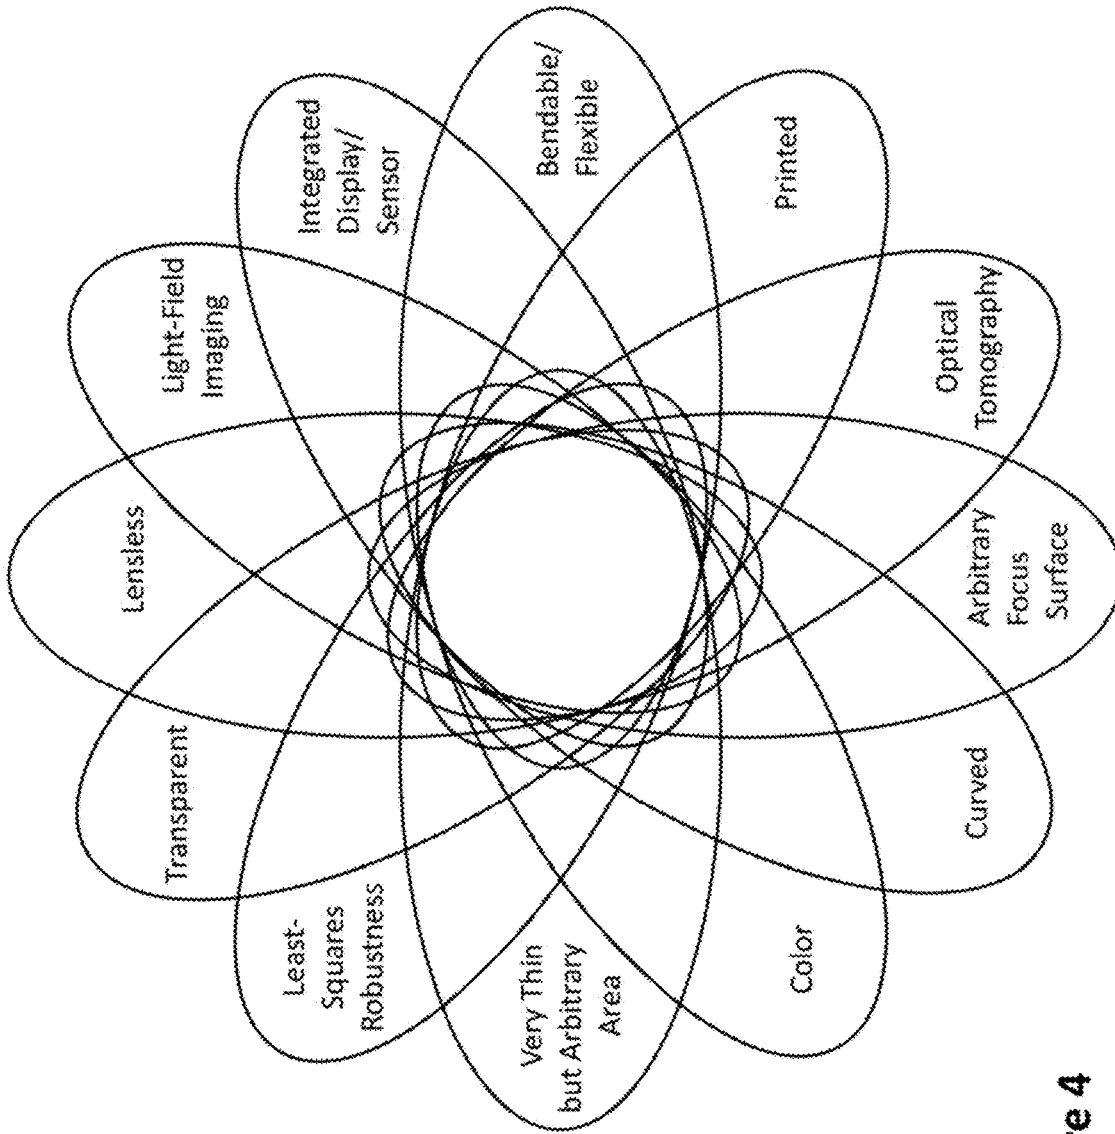 Lensless
Light-Field
Imaging
Integrated
Display/
Sensor
Bendable/
Flexible
Printed
Optical
Tomography
Arbitrary
Focus
Surface
Curved
Color
Very Thin
but Arbitrary
Area
Least-
Squares
Robustness
Transparent
re 4